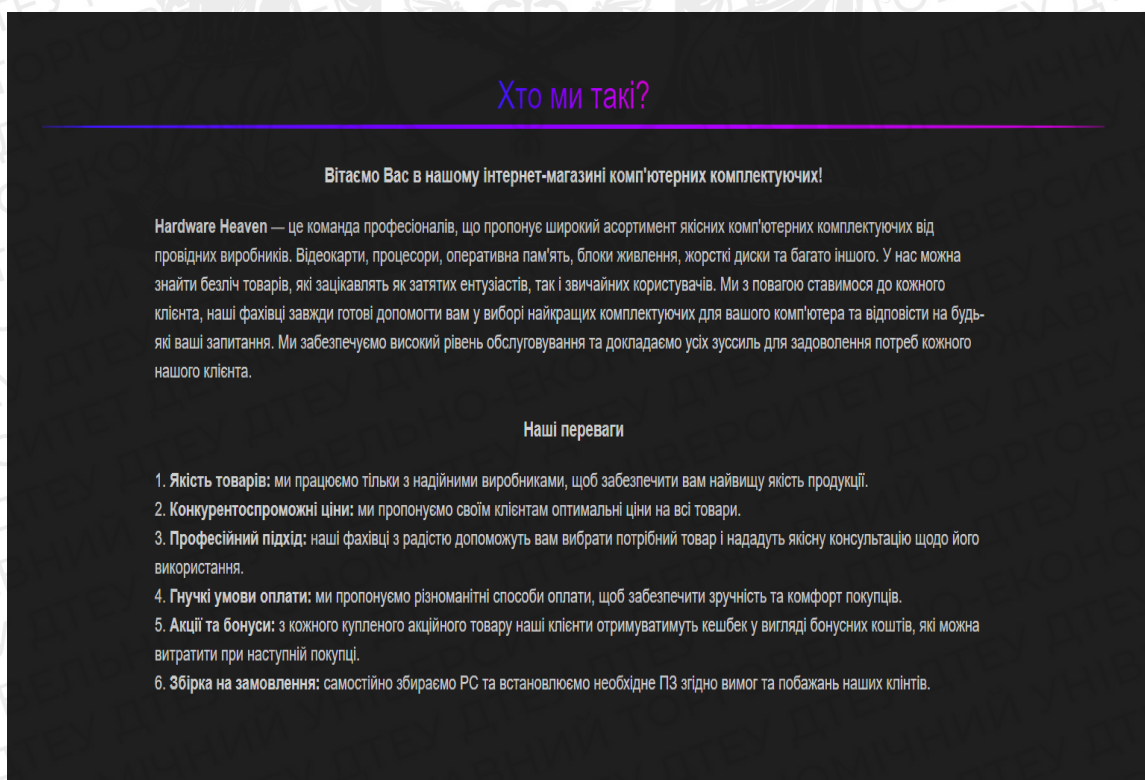 Хто ми такі?
Вітаємо Вас в нашому інтернет-магазині комп'ютерних комплектуючих!
Hardware Heaven — це команда професіоналів, що пропонує широкий асортимент якісних комп'ютерних комплектуючих від
провідних виробників. Відеокарти, процесори, оперативна пам'ять, блоки живлення, жорсткі диски та багато іншого. У нас можна
знайти безліч товарів, які зацікавлять як затятих ентузіастів, так і звичайних користувачів. Ми з повагою ставимося до кожного
клієнта, наші фахівці завжди готові допомогти вам у виборі найкращих комплектуючих для вашого комп'ютера та відповісти на будь-
які ваші запитання. Ми забезпечуємо високий рівень обслуговування та докладаємо усіх зуссиль для задоволення потреб кожного
нашого клієнта.
Наші переваги
1. Якість товарів: ми працюємо тільки з надійними виробниками, щоб забезпечити вам найвищу якість продукції.
2. Конкурентоспроможні ціни: ми пропонуємо своїм клієнтам оптимальні ціни на всі товари.
3. Професійний підхід: наші фахівці з радістю допоможуть вам вибрати потрібний товар і нададуть якісну консультацію щодо його
використання.
4. Гнучкі умови оплати: ми пропонуємо різноманітні способи оплати, щоб забезпечити зручність та комфорт покупців.
5. Акції та бонуси: з кожного купленого акційного товару наші клієнти отримуватимуть кешбек у вигляді бонусних коштів, які можна
витратити при наступній покупці.
6. Збірка на замовлення: самостійно збираємо PC та встановлюємо необхідне ПЗ згідно вимог та побажань наших клінтів.